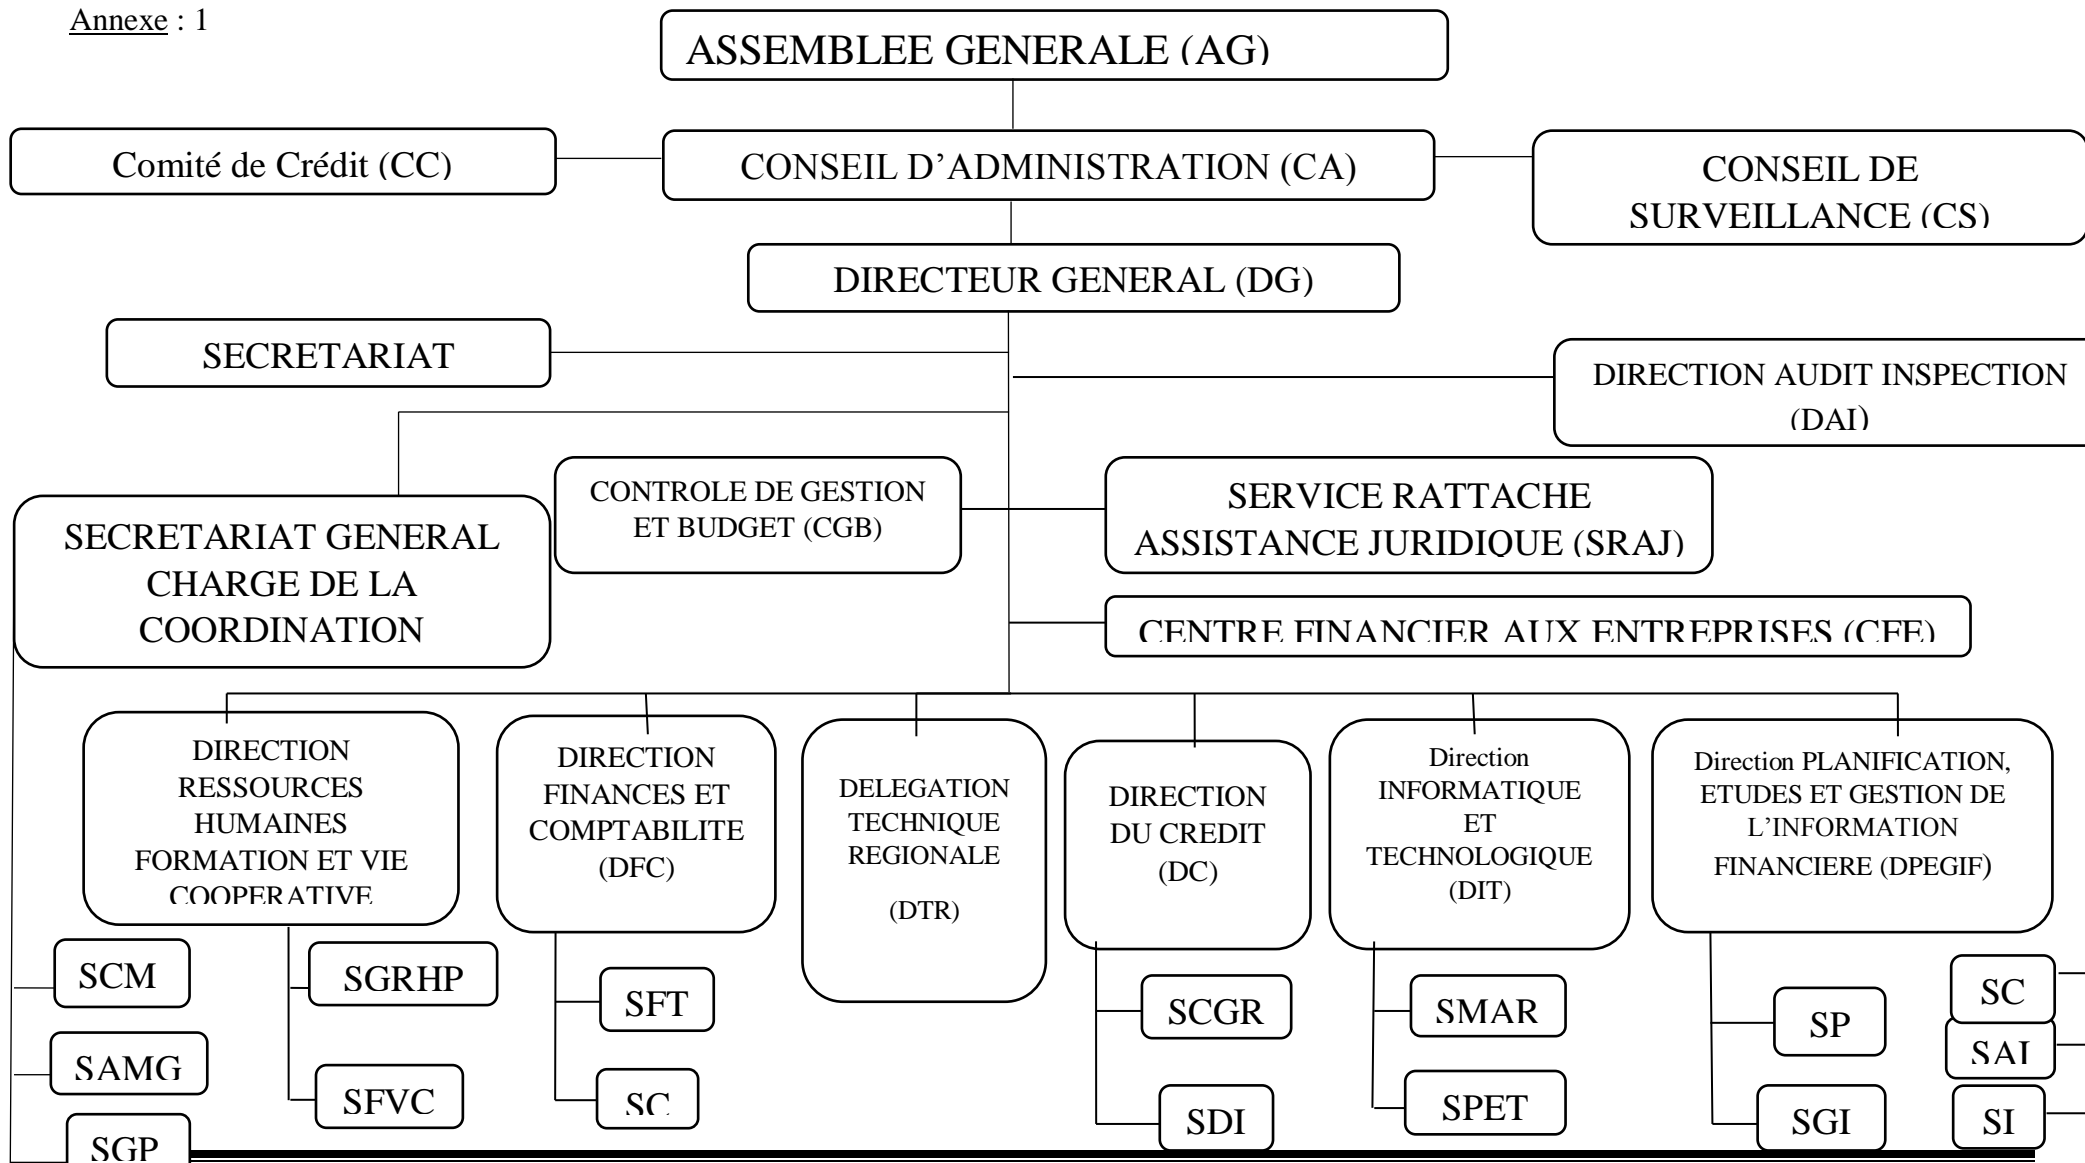 Annexe : 1
ASSEMBLEE GENERALE (AG)
Comité de Crédit (CC)
CONSEIL D’ADMINISTRATION (CA)
CONSEIL DE
SURVEILLANCE (CS)
DIRECTEUR GENERAL (DG)
SECRETARIAT
DIRECTION AUDIT INSPECTION
(DAI)
CONTROLE DE GESTION
ET BUDGET (CGB)
SERVICE RATTACHE
ASSISTANCE JURIDIQUE (SRAJ)
SECRETARIAT GENERAL
CHARGE DE LA
COORDINATION
CENTRE FINANCIER AUX ENTREPRISES (CFE)
DIRECTION
RESSOURCES
HUMAINES
FORMATION ET VIE
COOPERATIVE
DIRECTION
FINANCES ET
COMPTABILITE
(DFC)
DELEGATION
TECHNIQUE
REGIONALE
(DTR)
DIRECTION
DU CREDIT
(DC)
Direction
INFORMATIQUE
ET
TECHNOLOGIQUE
(DIT)
Direction PLANIFICATION,
ETUDES ET GESTION DE
L’INFORMATION
FINANCIERE (DPEGIF)
SCM
SAMG
SGP
SGRHP
SFVC
SFT
SC
SCGR
SDI
SMAR
SPET
SP
SGI
SC
SAI
SI